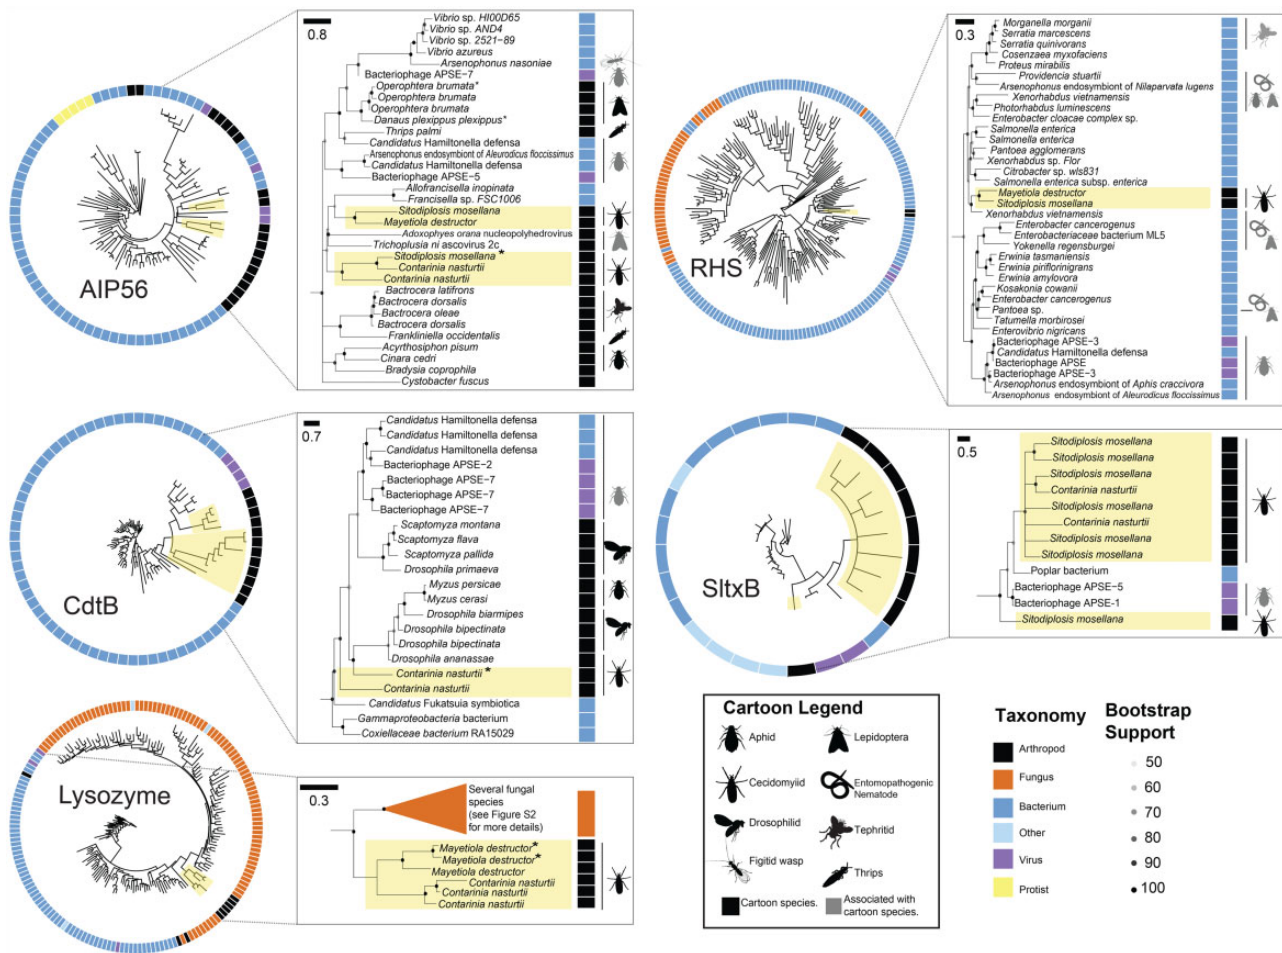 AIP56
0.8
Vibrio sp. HI00D65
Vibrio sp. AND4
Vibrio sp. 2521-89
Vibrio azureus
Arsenophonus nasoniae
Bacteriophage APSE-7
Operophtera brumata*
Operophtera brumata
Operophtera brumata
Danaus plexippus plexippus*
Thrips palmi
Candidatus Hamiltonella defensa
Arsenophonus endosymbiont of Aleurodicus floccissimus
Candidatus Hamiltonella defensa
Bacteriophage APSE-5
Allofrancisella inopinata
Francisella sp. FSC1006
Sitodiplosis mosellana
Mayetiola destructor
Adoxophyes orana nucleopolyhedrovirus
Trichoplusia ni ascovirus 2c
Sitodiplosis mosellana*
Contarinia nasturtii
Contarinia nasturtii
Bactrocera latifrons
Bactrocera dorsalis
Bactrocera oleae
Bactrocera dorsalis
Frankliniella occidentalis
Acyrthosiphon pisum
Cinara cedri
Bradysia coprophila
Cystobacter fuscus
RHS
0.3
Morganella morganii
Serratia marcescens
Serratia quinivorans
Cosenzaea myxofaciens
Proteus mirabilis
Providencia stuartii
Arsenophonus endosymbiont of Nilaparvata lugens
Xenorhabdus vietnamensis
Photorhabdus luminescens
Enterobacter cloacae complex sp.
Salmonella enterica
Salmonella enterica
Pantoea agglomerans
Xenorhabdus sp. Flor
Citrobacter sp. wls831
Salmonella enterica subsp. enterica
Mayetiola destructor
Sitodiplosis mosellana
Xenorhabdus vietnamensis
Enterobacter cancerogenus
Enterobacteriaceae bacterium ML5
Yokenella regensburgei
Erwinia tasmaniensis
Erwinia piriflorinigrans
Erwinia amylovora
Kosakonia cowanii
Enterobacter cancerogenus
Pantoea sp.
Tatumella morbirosei
Enterovibrio nigricans
Bacteriophage APSE-3
Candidatus Hamiltonella defensa
Bacteriophage APSE
Bacteriophage APSE-3
Arsenophonus endosymbiont of Aphis craccivora
Arsenophonus endosymbiont of Aleurodicus floccissimus
CdtB
0.7
Candidatus Hamiltonella defensa
Candidatus Hamiltonella defensa
Candidatus Hamiltonella defensa
Bacteriophage APSE-2
Bacteriophage APSE-7
Bacteriophage APSE-7
Bacteriophage APSE-7
Scaptomyza montana
Scaptomyza flava
Scaptomyza pallida
Drosophila primaeva
Myzus persicae
Myzus cerasi
Drosophila biarmipes
Drosophila bipectinata
Drosophila bipectinata
Drosophila ananassae
Contarinia nasturtii*
Contarinia nasturtii
Candidatus Fukatsuia symbiotica
Gammaproteobacteria bacterium
Coxiellaceae bacterium RA15029
SltxB
0.5
Sitodiplosis mosellana
Sitodiplosis mosellana
Sitodiplosis mosellana
Contarinia nasturtii
Sitodiplosis mosellana
Contarinia nasturtii
Sitodiplosis mosellana
Sitodiplosis mosellana
Poplar bacterium
Bacteriophage APSE-5
Bacteriophage APSE-1
Sitodiplosis mosellana
Lysozyme
0.3
Several fungal
species
(see Figure S2
for more details)
Mayetiola destructor*
Mayetiola destructor*
Mayetiola destructor
Contarinia nasturtii
Contarinia nasturtii
Contarinia nasturtii
Cartoon Legend
Aphid
Lepidoptera
Cecidomyiid
Entomopathogenic
Nematode
Drosophilid
Tephritid
Figitid wasp
Thrips
Cartoon species.
Associated with
cartoon species.
Taxonomy
Arthropod
Fungus
Bacterium
Other
Virus
Protist
Bootstrap
Support
50
60
70
80
90
100